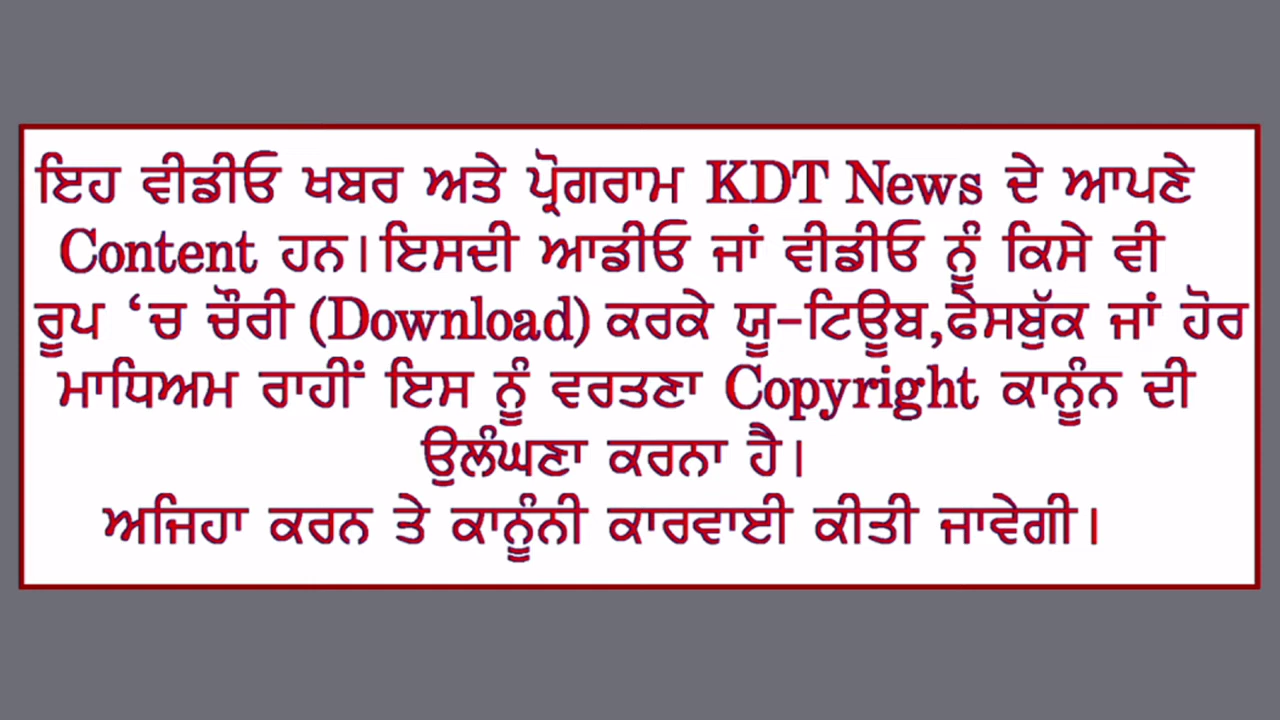 ਇਹ ਵੀਡੀਓ ਖਬਰ ਅਤੇ ਪ੍ਰੋਗਰਾਮ KDT News ਦੇ ਆਪਣੇ
Content ਹਨ।ਇਸਦੀ ਆਡੀਓ ਜਾਂ ਵੀਡੀਓ ਨੂੰ ਕਿਸੇ ਵੀ
ਰੂਪ ‘ਚ ਚੋਰੀ (Download) ਕਰਕੇ ਯੂ-ਟਿਊਬ,ਫੇਸਬੁੱਕ ਜਾਂ ਹੋਰ
ਮਾਧਿਅਮ ਰਾਹੀਂ ਇਸ ਨੂੰ ਵਰਤਣਾ Copyright ਕਾਨੂੰਨ ਦੀ
ਉਲੰਘਣਾ ਕਰਨਾ ਹੈ।
ਅਜਿਹਾ ਕਰਨ ਤੇ ਕਾਨੂੰਨੀ ਕਾਰਵਾਈ ਕੀਤੀ ਜਾਵੇਗੀ।